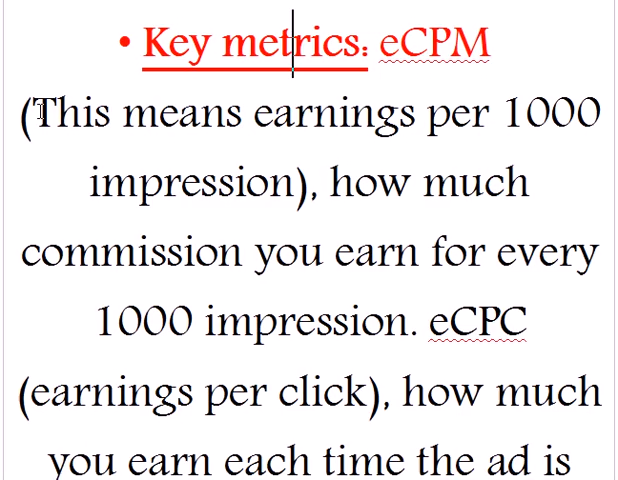 • Key metrics: eCPM
(This means earnings per 1000
impression), how much
commission you earn for every
1000 impression. eCPC
(earnings per click), how much
you earn each time the ad is